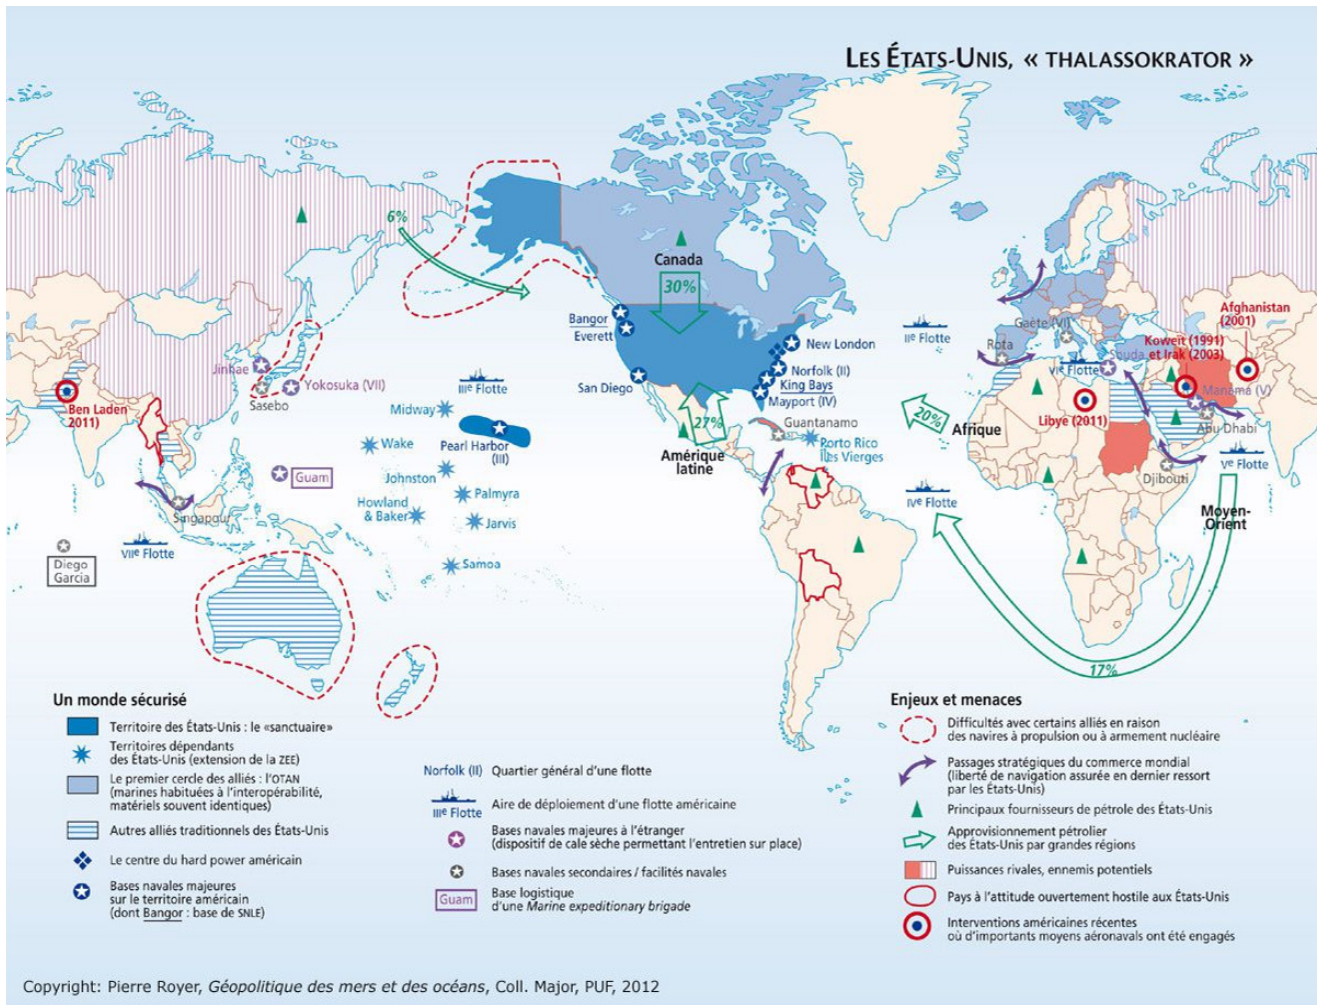 LES ÉTATS-UNIS, « THALASSOKRATOR »
6%
Canada
30%
Bangor
Everett
San Diego
New London
Norfolk (II)
King Bays
Mayport (IV)
IIe Flotte
Gaète (VI)
Rota
VIe Flotte
Souda
Afghanistan
(2001)
Koweit (1991)
et Irak (2003)
Manama (V)
Abu Dhabi
Libye (2011)
Jinhae
Yokosuka (VII)
Sasebo
Ben Laden
2011)
IIIe Flotte
Midway
Wake
Pearl Harbor
(III)
Johnston
Guam
Palmyra
Howland
& Baker
Jarvis
Samoa
Singapour
VIIe Flotte
Diego
Garcia
27%
Amérique
latine
Guantanamo
Porto Rico
Îles Vierges
20%
Afrique
IVe Flotte
Djibouti
Ve Flotte
Moyen-
Orient
17%
Un monde sécurisé
Territoire des États-Unis : le «sanctuaire»
Territoires dépendants
des États-Unis (extension de la ZEE)
Le premier cercle des alliés : l'OTAN
(marines habituées à l'interopérabilité,
matériels souvent identiques)
Autres alliés traditionnels des États-Unis
Le centre du hard power américain
Bases navales majeures
sur le territoire américain
(dont Bangor : base de SNLE)
Norfolk (II) Quartier général d'une flotte
IIIe Flotte Aire de déploiement d'une flotte américaine
Bases navales majeures à l'étranger
(dispositif de cale sèche permettant l'entretien sur place)
Bases navales secondaires / facilités navales
Guam Base logistique
d'une Marine expeditionary brigade
Enjeux et menaces
Difficultés avec certains alliés en raison
des navires à propulsion ou à armement nucléaire
Passages stratégiques du commerce mondial
(liberté de navigation assurée en dernier ressort
par les États-Unis)
Principaux fournisseurs de pétrole des États-Unis
Approvisionnement pétrolier
des États-Unis par grandes régions
Puissances rivales, ennemis potentiels
Pays à l'attitude ouvertement hostile aux États-Unis
Interventions américaines récentes
où d'importants moyens aéronavals ont été engagés
Copyright: Pierre Royer, Géopolitique des mers et des océans, Coll. Major, PUF, 2012